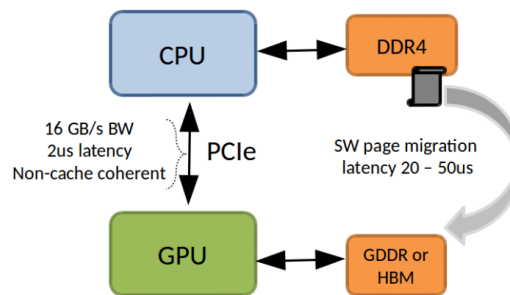 CPU
DDR4
16 GB/s BW
2us latency
Non-cache coherent
PCIe
SW page migration
latency 20 – 50us
GPU
GDDR or
HBM